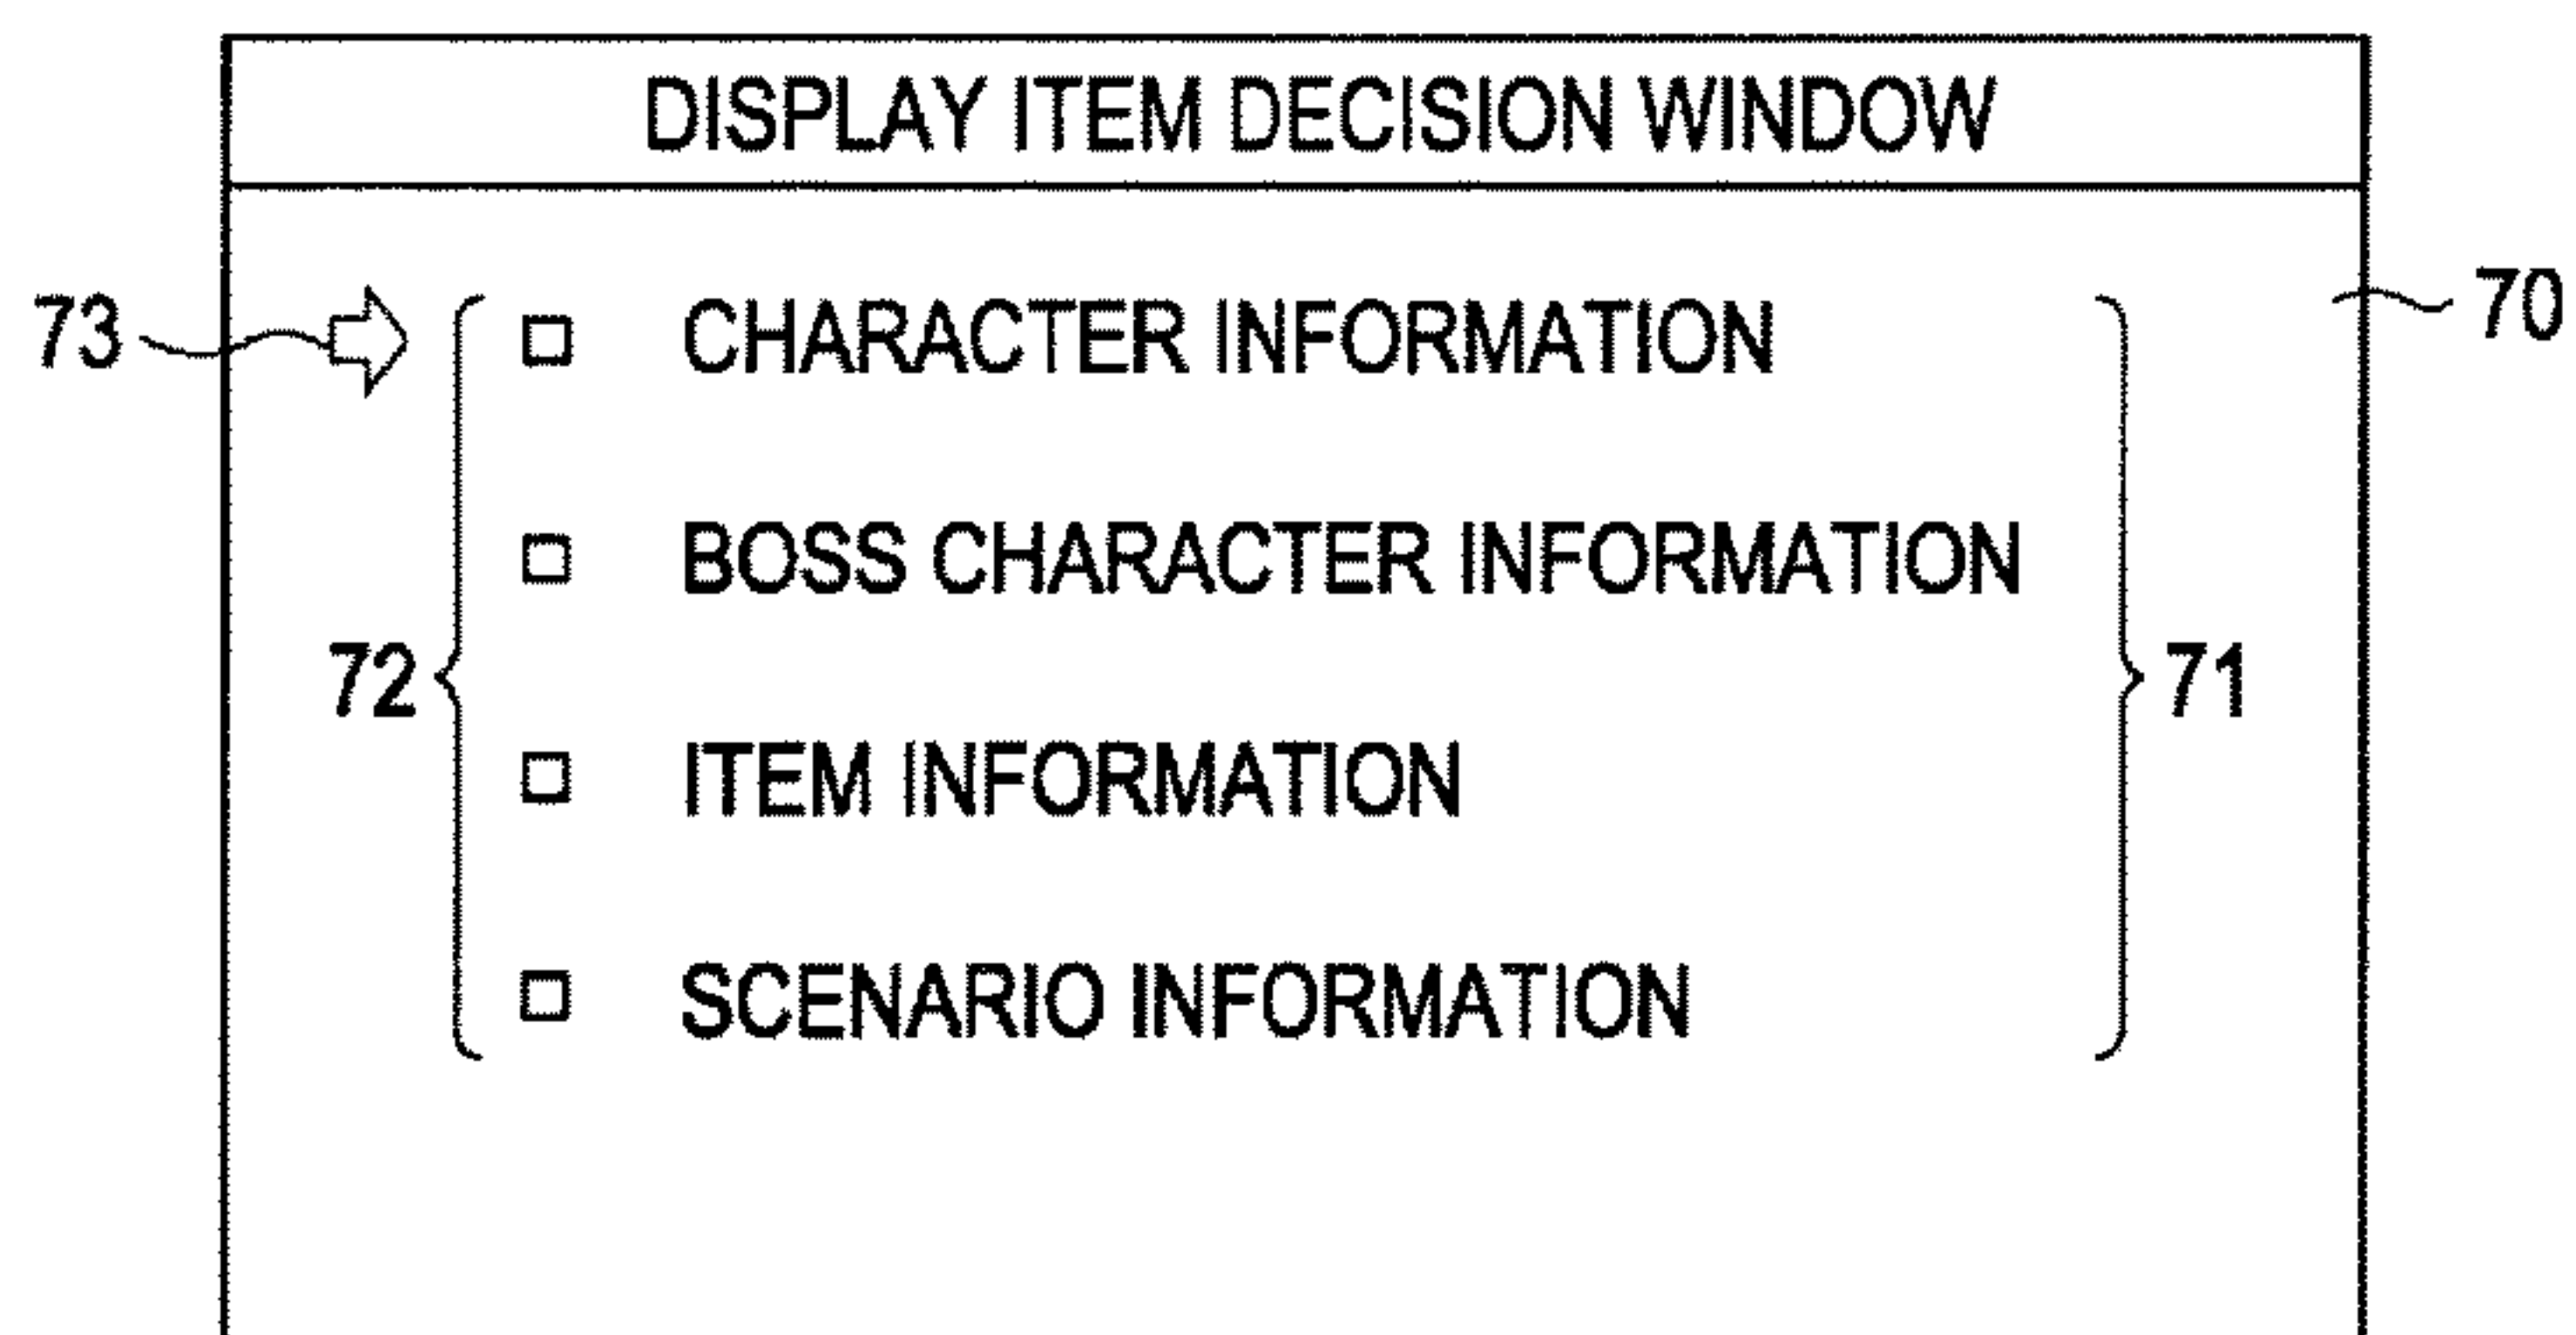 DISPLAY ITEM DECISION WINDOW
73 □ CHARACTER INFORMATION 70
□ BOSS CHARACTER INFORMATION
72 71
□ ITEM INFORMATION
□ SCENARIO INFORMATION